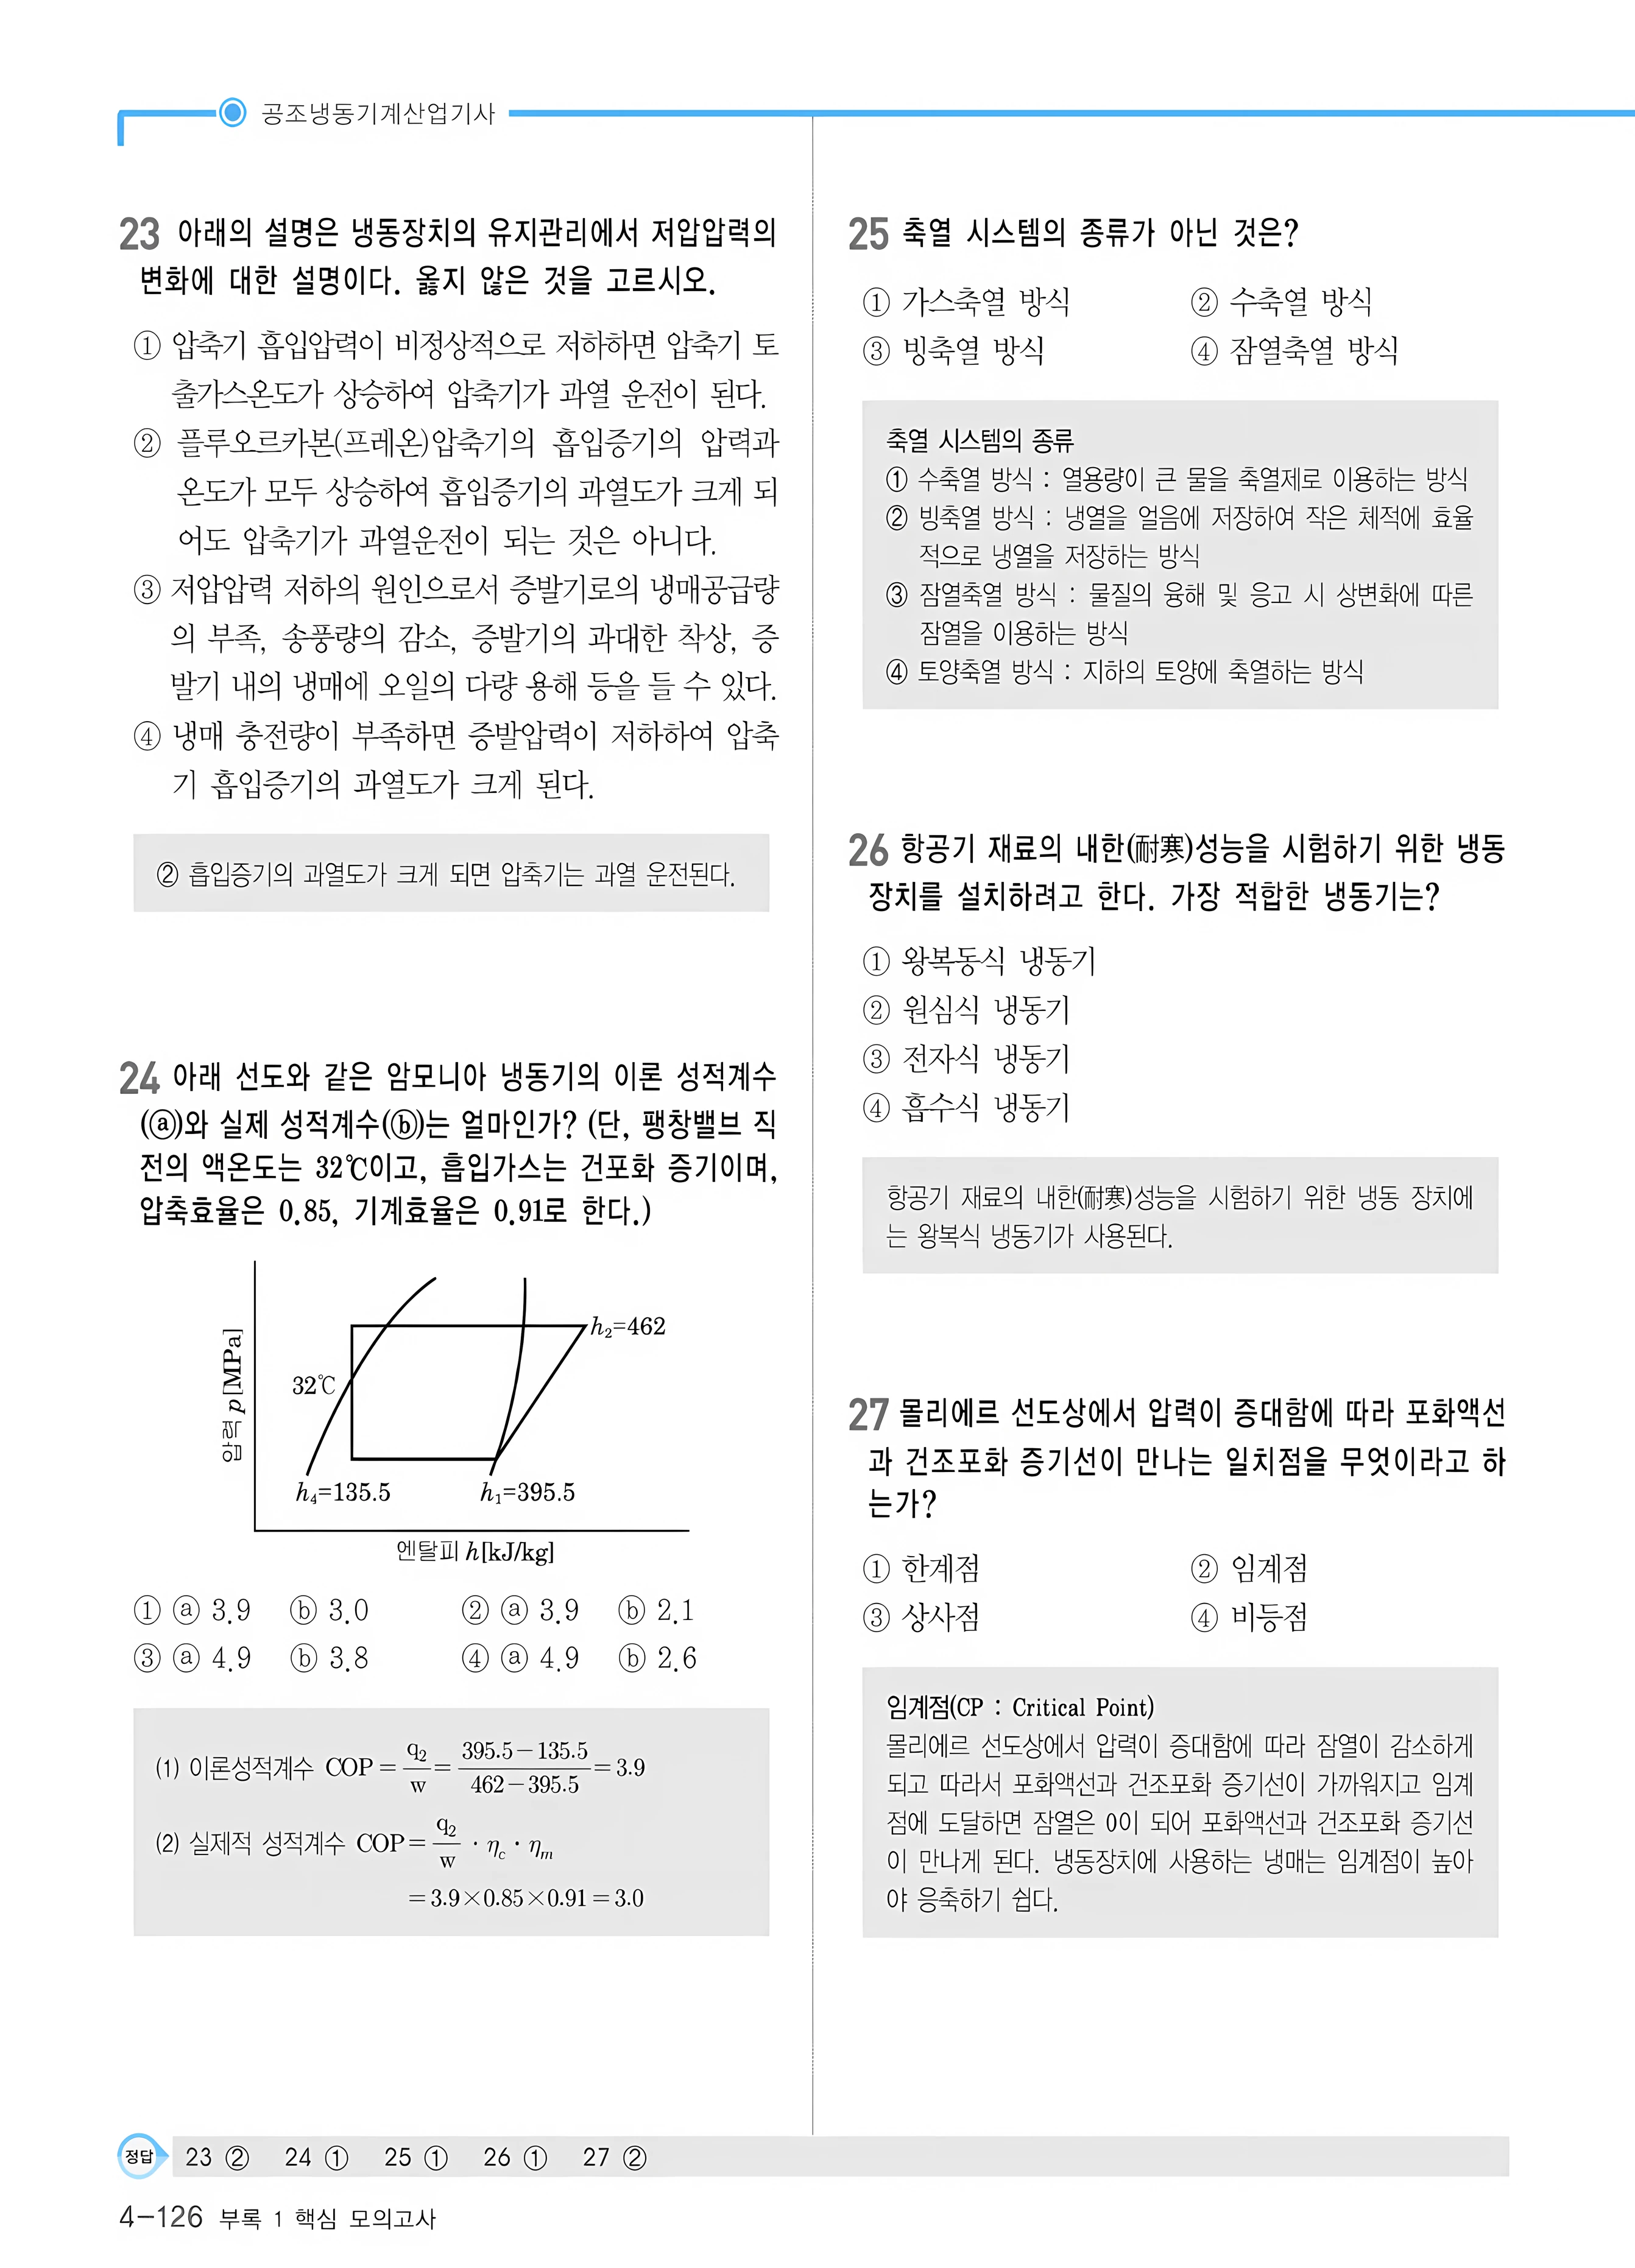 공조냉동기계산업기사
23 아래의 설명은 냉동장치의 유지관리에서 저압압력의
변화에 대한 설명이다. 옳지 않은 것을 고르시오.
① 압축기 흡입압력이 비정상적으로 저하하면 압축기 토
출가스온도가 상승하여 압축기가 과열 운전이 된다.
② 플루오르카본(프레온)압축기의 흡입증기의 압력과
온도가 모두 상승하여 흡입증기의 과열도가 크게 되
어도 압축기가 과열운전이 되는 것은 아니다.
③ 저압압력 저하의 원인으로서 증발기로의 냉매공급량
의 부족, 송풍량의 감소, 증발기의 과대한 착상, 증
발기 내의 냉매에 오일의 다량 용해 등을 들 수 있다.
④ 냉매 충전량이 부족하면 증발압력이 저하하여 압축
기 흡입증기의 과열도가 크게 된다.
② 흡입증기의 과열도가 크게 되면 압축기는 과열 운전된다.
24 아래 선도와 같은 암모니아 냉동기의 이론 성적계수
(ⓐ)와 실제 성적계수(ⓑ)는 얼마인가? (단, 팽창밸브 직
전의 액온도는 32℃이고, 흡입가스는 건포화 증기이며,
압축효율은 0.85, 기계효율은 0.91로 한다.)
압력 p[MPa]
h₂=462
32℃
h₄=135.5 h₁=395.5
엔탈피 h[kJ/kg]
① ⓐ 3.9 ⓑ 3.0 ② ⓐ 3.9 ⓑ 2.1
③ ⓐ 4.9 ⓑ 3.8 ④ ⓐ 4.9 ⓑ 2.6
(1) 이론성적계수 COP = q₂/w = (395.5−135.5)/(462−395.5) = 3.9
(2) 실제적 성적계수 COP = q₂/w · η_c · η_m
= 3.9×0.85×0.91 = 3.0
25 축열 시스템의 종류가 아닌 것은?
① 가스축열 방식 ② 수축열 방식
③ 빙축열 방식 ④ 잠열축열 방식
축열 시스템의 종류
① 수축열 방식 : 열용량이 큰 물을 축열제로 이용하는 방식
② 빙축열 방식 : 냉열을 얼음에 저장하여 작은 체적에 효율
적으로 냉열을 저장하는 방식
③ 잠열축열 방식 : 물질의 융해 및 응고 시 상변화에 따른
잠열을 이용하는 방식
④ 토양축열 방식 : 지하의 토양에 축열하는 방식
26 항공기 재료의 내한(耐寒)성능을 시험하기 위한 냉동
장치를 설치하려고 한다. 가장 적합한 냉동기는?
① 왕복동식 냉동기
② 원심식 냉동기
③ 전자식 냉동기
④ 흡수식 냉동기
항공기 재료의 내한(耐寒)성능을 시험하기 위한 냉동 장치에
는 왕복식 냉동기가 사용된다.
27 몰리에르 선도상에서 압력이 증대함에 따라 포화액선
과 건조포화 증기선이 만나는 일치점을 무엇이라고 하
는가?
① 한계점 ② 임계점
③ 상사점 ④ 비등점
임계점(CP : Critical Point)
몰리에르 선도상에서 압력이 증대함에 따라 잠열이 감소하게
되고 따라서 포화액선과 건조포화 증기선이 가까워지고 임계
점에 도달하면 잠열은 0이 되어 포화액선과 건조포화 증기선
이 만나게 된다. 냉동장치에 사용하는 냉매는 임계점이 높아
야 응축하기 쉽다.
정답 23 ② 24 ① 25 ① 26 ① 27 ②
4-126 부록 1 핵심 모의고사